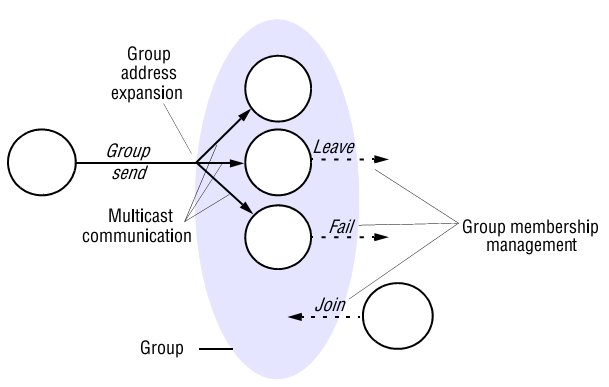 Group
address
expansion
Group
send
Multicast
communication
Leave
Fail
Join
Group membership
management
Group